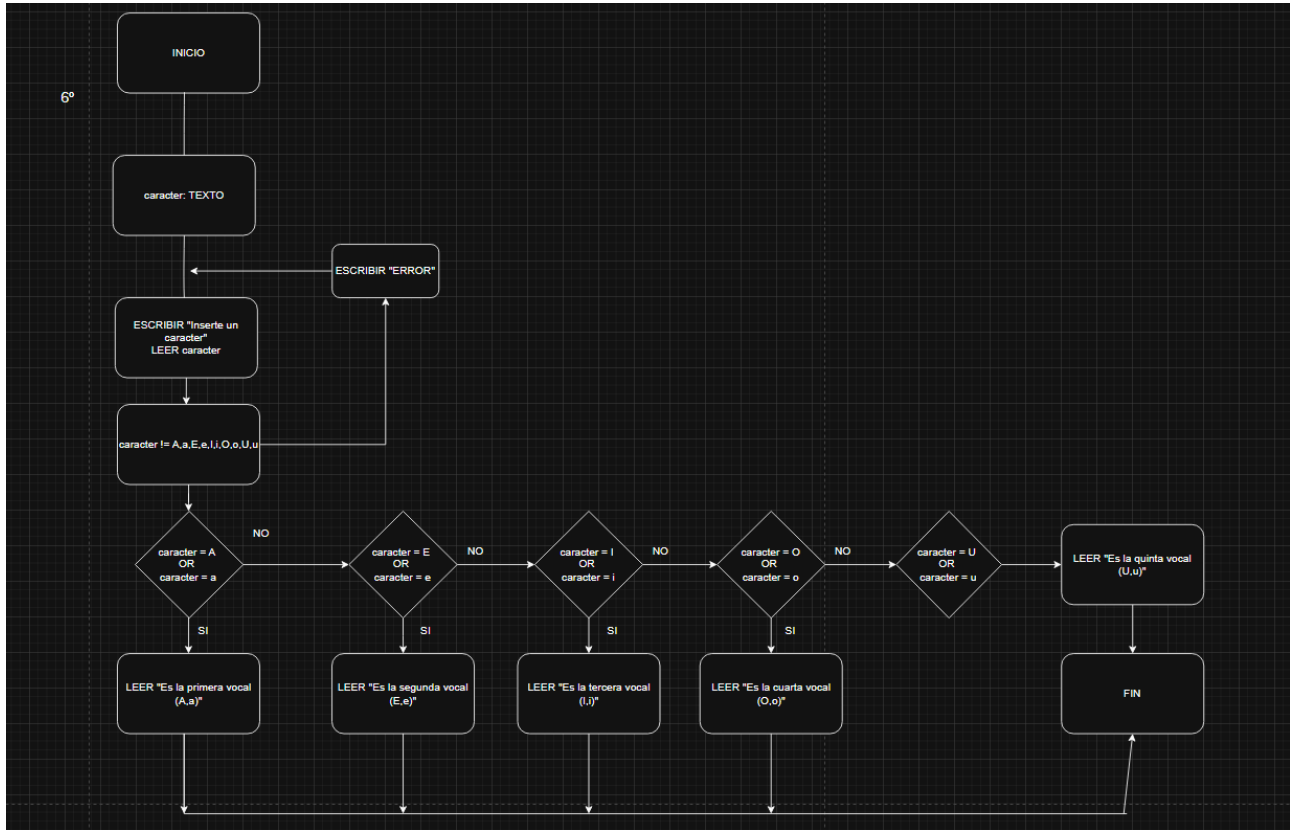 INICIO
6º
caracter: TEXTO
ESCRIBIR "ERROR"
ESCRIBIR "Inserte un
caracter"
LEER caracter
caracter != A,a,E,e,I,i,O,o,U,u
caracter = A
OR
caracter = a
NO
caracter = E
OR
caracter = e
NO
caracter = I
OR
caracter = i
NO
caracter = O
OR
caracter = o
NO
caracter = U
OR
caracter = u
LEER "Es la quinta vocal
(U,u)"
SI
SI
SI
SI
LEER "Es la primera vocal
(A,a)"
LEER "Es la segunda vocal
(E,e)"
LEER "Es la tercera vocal
(I,i)"
LEER "Es la cuarta vocal
(O,o)"
FIN